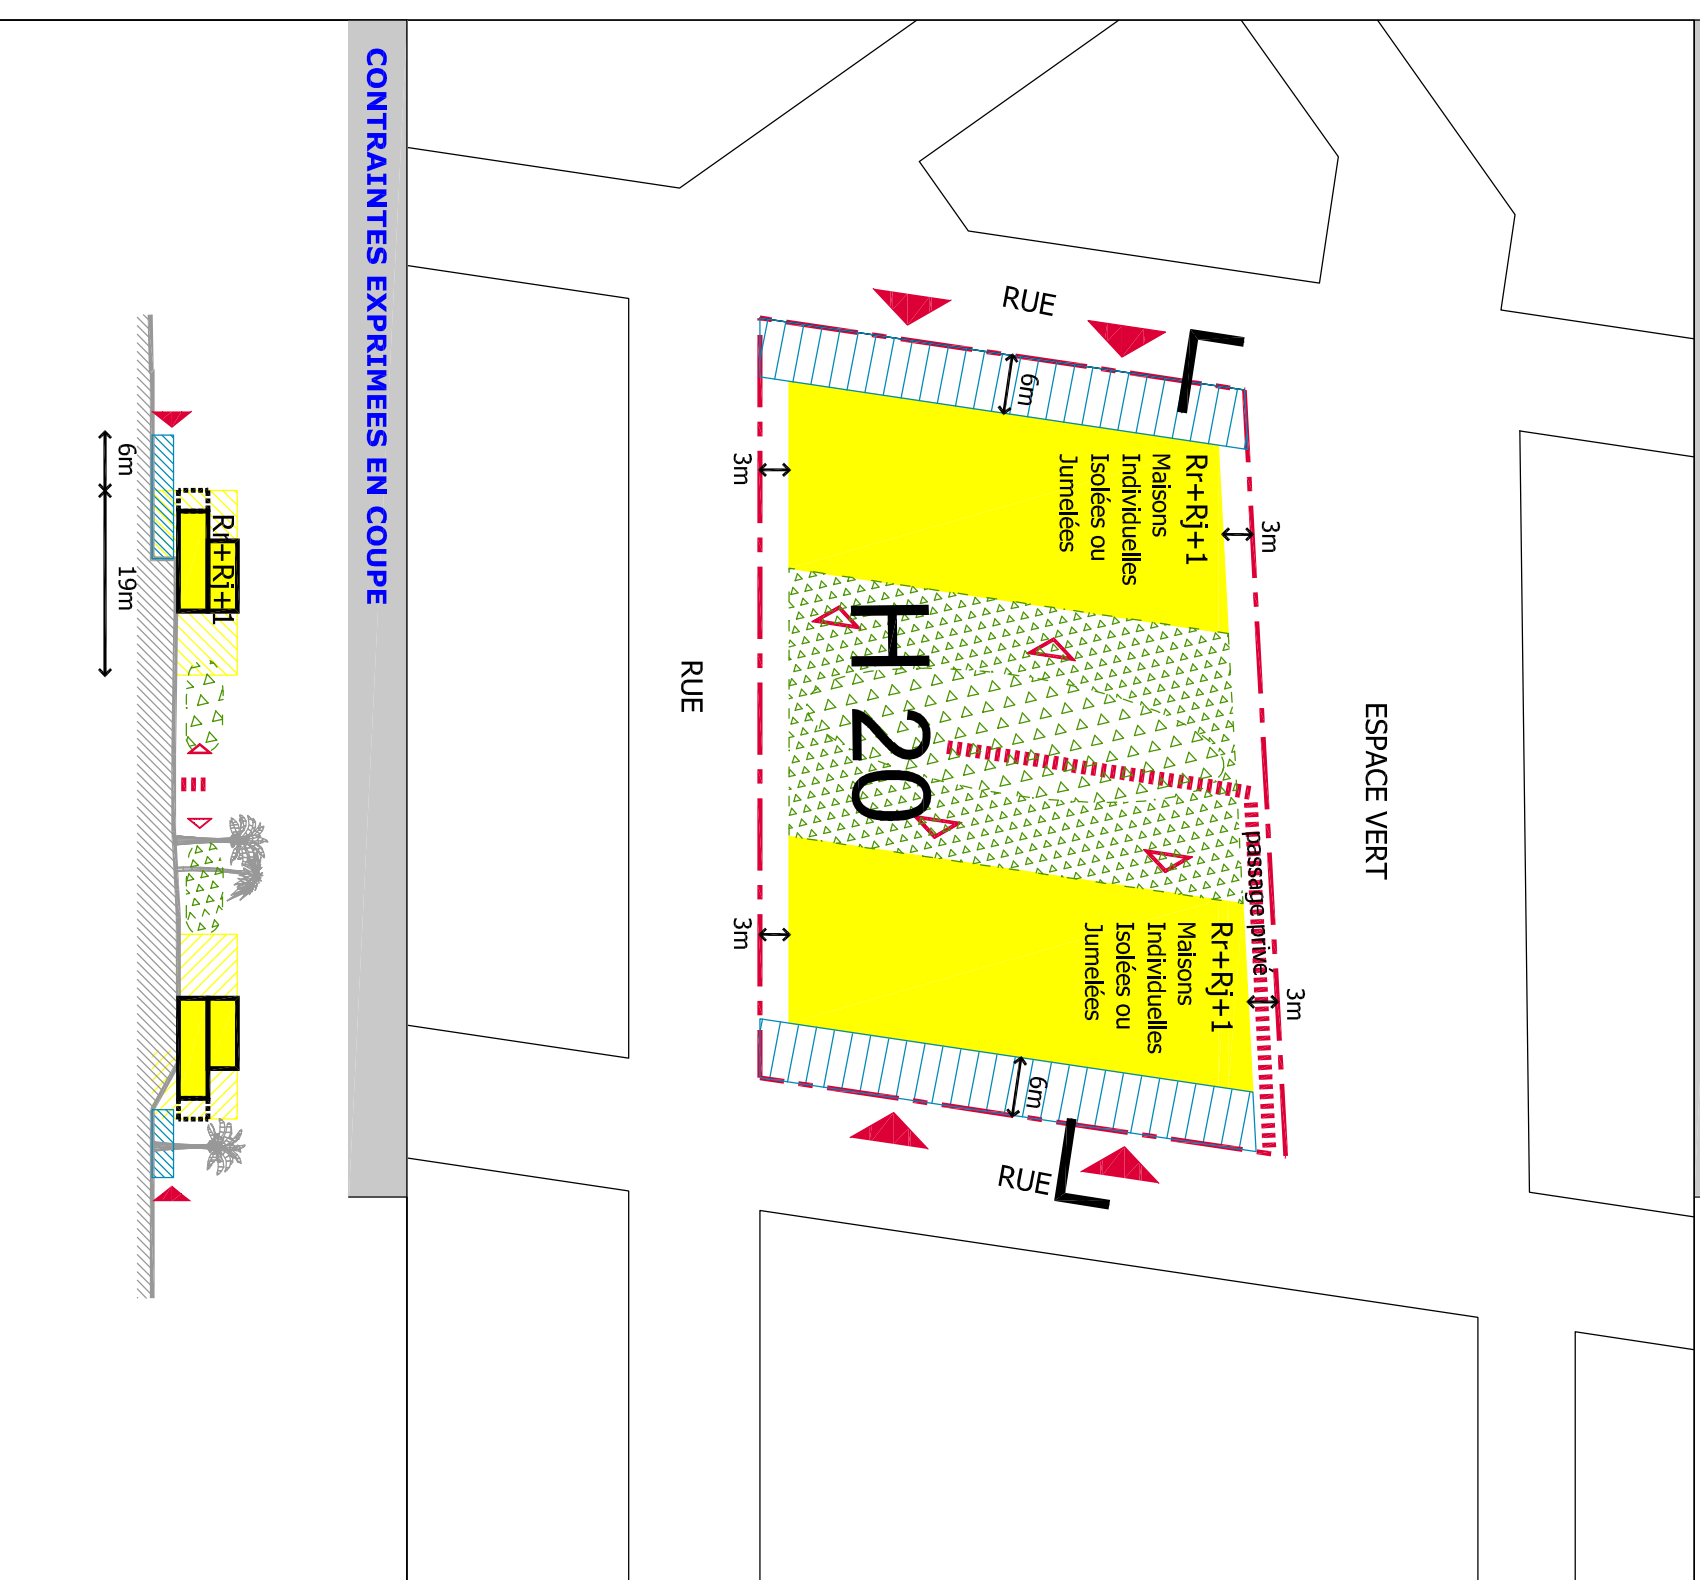 ESPACE VERT
RUE
3m
3m
6m
Rr+Rj+1
Maisons
Individuelles
Isolées ou
Jumelées
passage privé
Rr+Rj+1
Maisons
Individuelles
Isolées ou
Jumelées
6m
RUE
H 20
3m
3m
RUE
CONTRAINTES EXPRIMEES EN COUPE
Rr+Rj+1
6m
19m